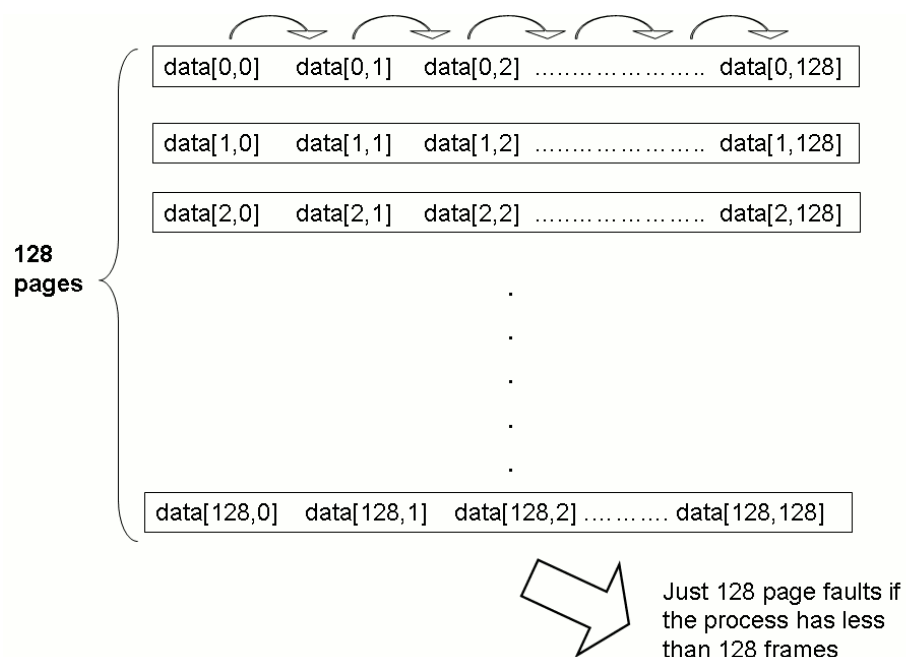 data[0,0] data[0,1] data[0,2] ........................ data[0,128]
data[1,0] data[1,1] data[1,2] ........................ data[1,128]
data[2,0] data[2,1] data[2,2] ........................ data[2,128]
128
pages
.
.
.
.
.
data[128,0] data[128,1] data[128,2] ........... data[128,128]
Just 128 page faults if
the process has less
than 128 frames